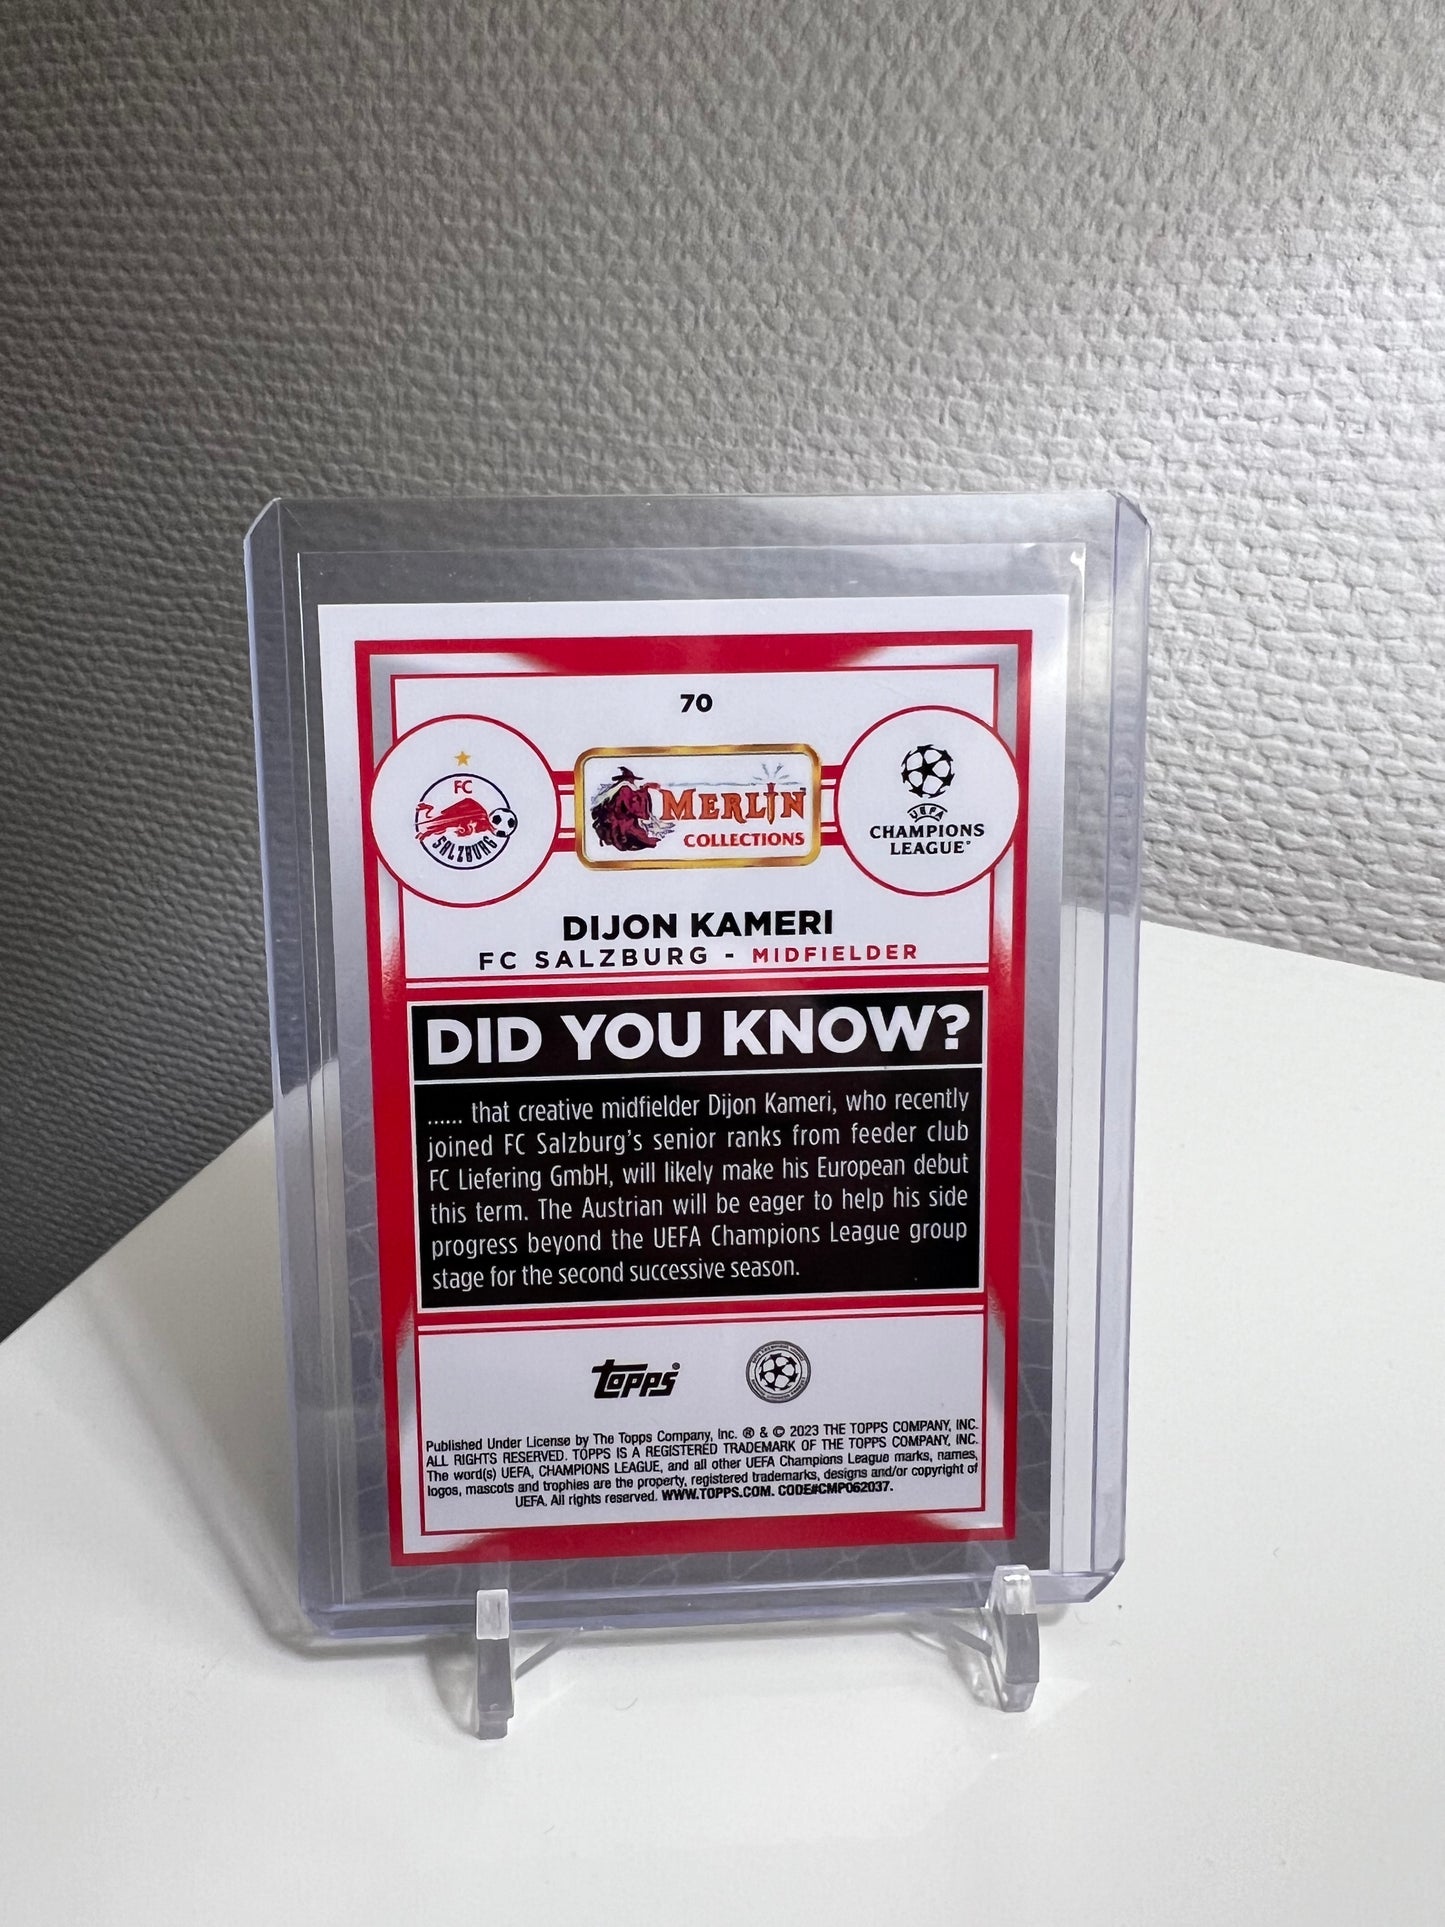 70
FC
SALZBURG
MERLIN
COLLECTIONS
UEFA
CHAMPIONS
LEAGUE®
DIJON KAMERI
FC SALZBURG - MIDFIELDER
DID YOU KNOW?
...... that creative midfielder Dijon Kameri, who recently
joined FC Salzburg's senior ranks from feeder club
FC Liefering GmbH, will likely make his European debut
this term. The Austrian will be eager to help his side
progress beyond the UEFA Champions League group
stage for the second successive season.
topps®
Published Under License by The Topps Company, Inc. ® & © 2023 THE TOPPS COMPANY, INC.
ALL RIGHTS RESERVED. TOPPS IS A REGISTERED TRADEMARK OF THE TOPPS COMPANY, INC.
The word(s) UEFA, CHAMPIONS LEAGUE, and all other UEFA Champions League marks, names,
logos, mascots and trophies are the property, registered trademarks, designs and/or copyright of
UEFA. All rights reserved. WWW.TOPPS.COM. CODE#CMP062037.